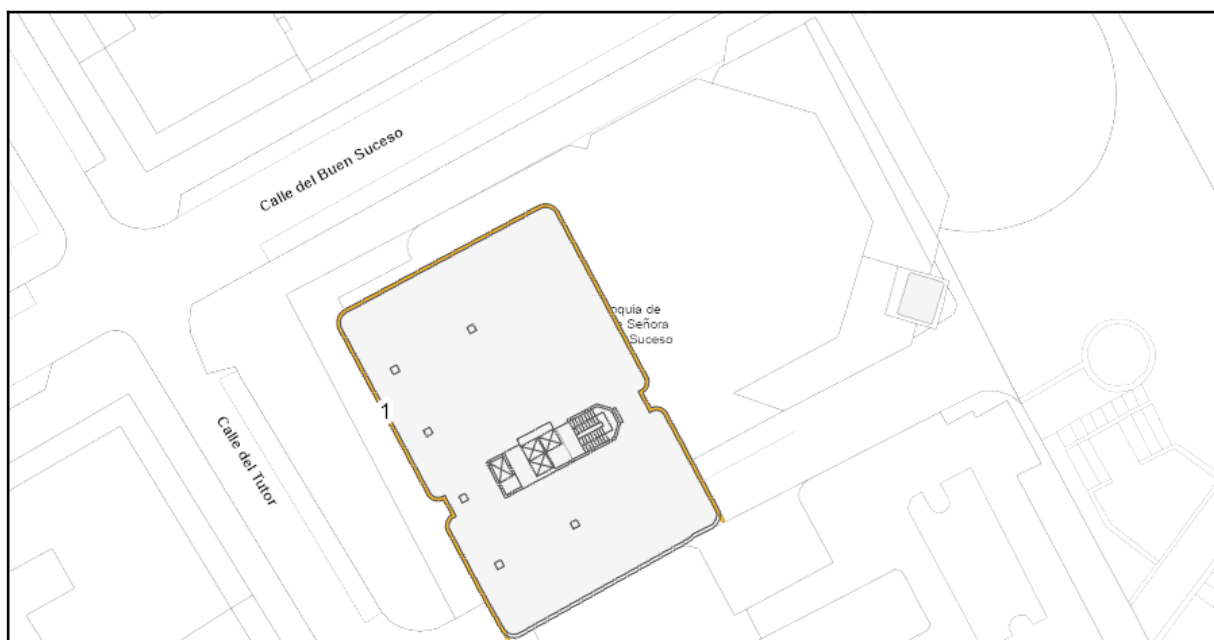 Calle del Buen Suceso
oquia de
e Señora
Suceso
1
Calle del Tutor